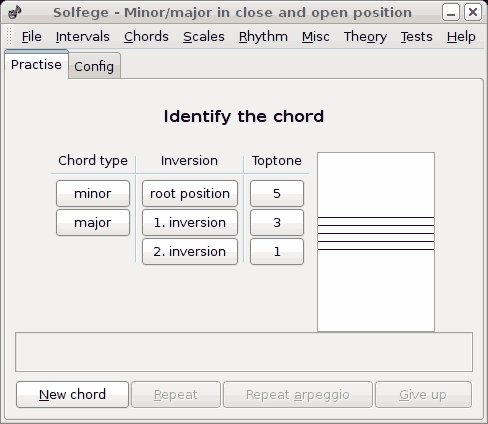 Solfege - Minor/major in close and open position
File Intervals Chords Scales Rhythm Misc Theory Tests Help
Practise Config
Identify the chord
Chord type Inversion Toptone
minor root position 5
major 1. inversion 3
2. inversion 1
New chord Repeat Repeat arpeggio Give up